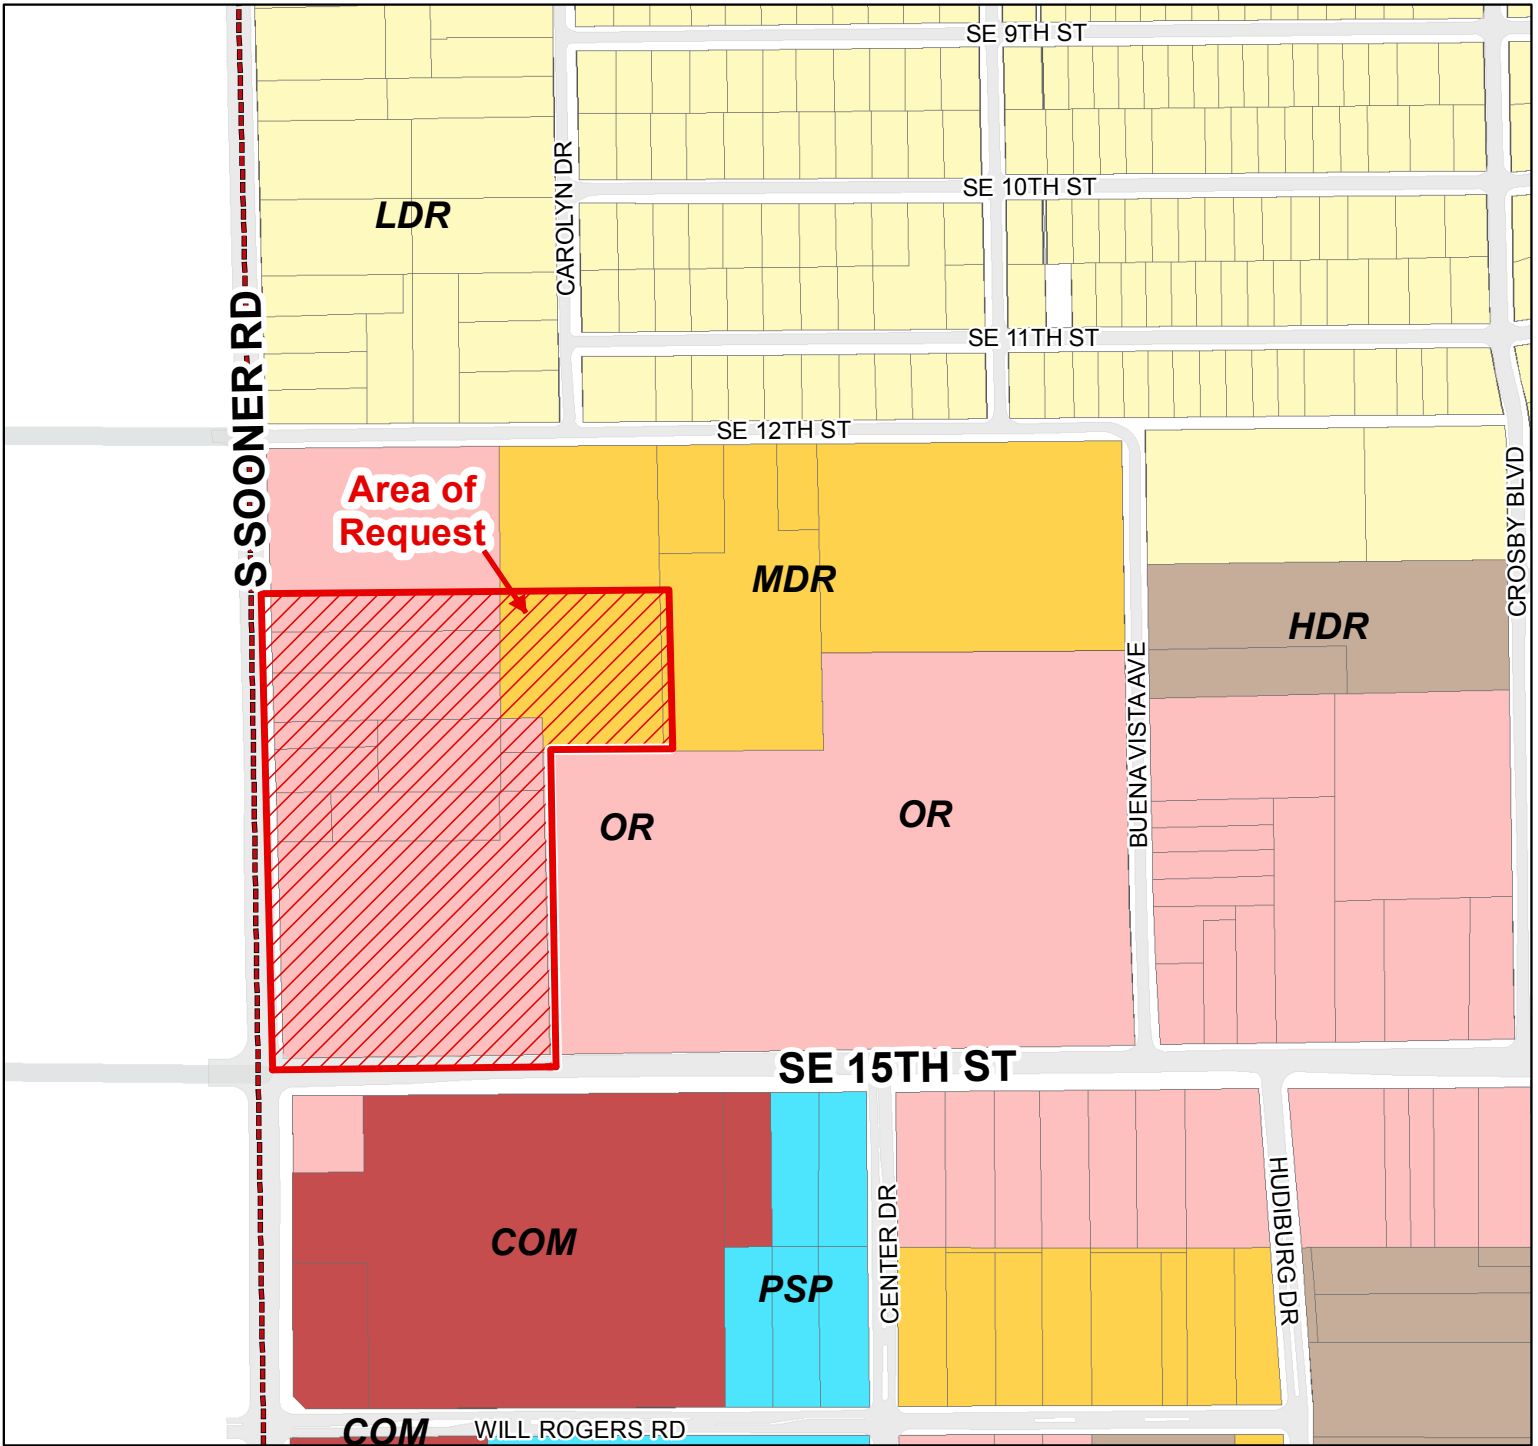 SE 9TH ST
CAROLYN DR
SE 10TH ST
LDR
S SOONER RD
SE 11TH ST
SE 12TH ST
CROSBY BLVD
Area of
Request
MDR
HDR
BUENA VISTA AVE
OR
OR
SE 15TH ST
COM
PSP
CENTER DR
HUDIBURG DR
COM
WILL ROGERS RD